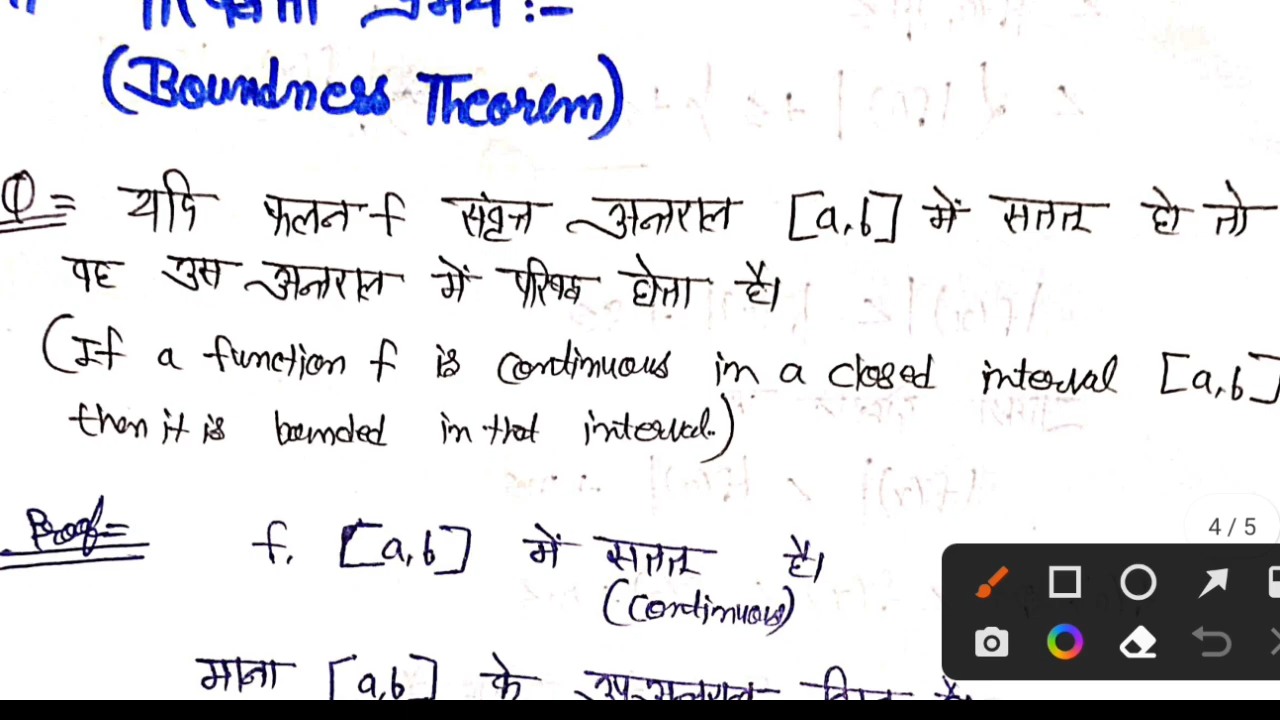 (Boundness Theorem)
Q= यदि फलन f संवृत्त अन्तराल [a,b] में सतत हो तो
वह उस अन्तराल में परिबद्ध होता है।
(If a function f is continuous in a closed interval [a,b]
then it is bounded in that interval.)
Proof= f, [a,b] में सतत है।
(Continuous)
4/5
माना [a,b] के